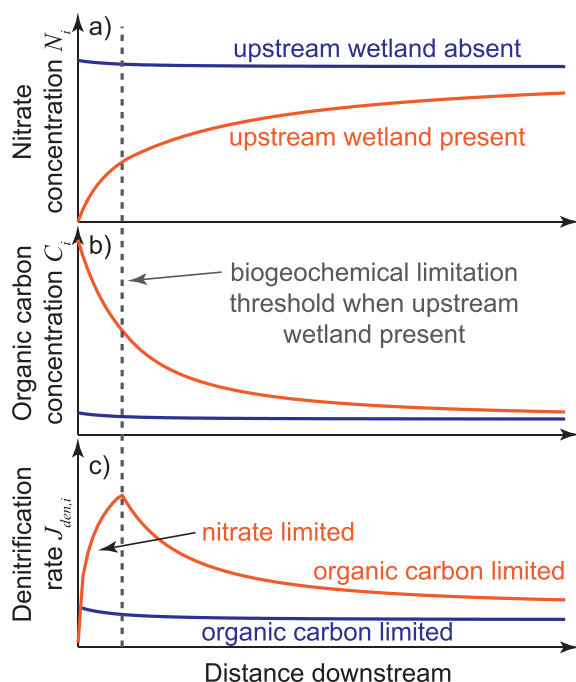 a)
Nitrate
concentration N_i
upstream wetland absent
upstream wetland present
b)
Organic carbon
concentration C_i
biogeochemical limitation
threshold when upstream
wetland present
c)
Denitrification
rate J_den,i
nitrate limited
organic carbon limited
organic carbon limited
Distance downstream